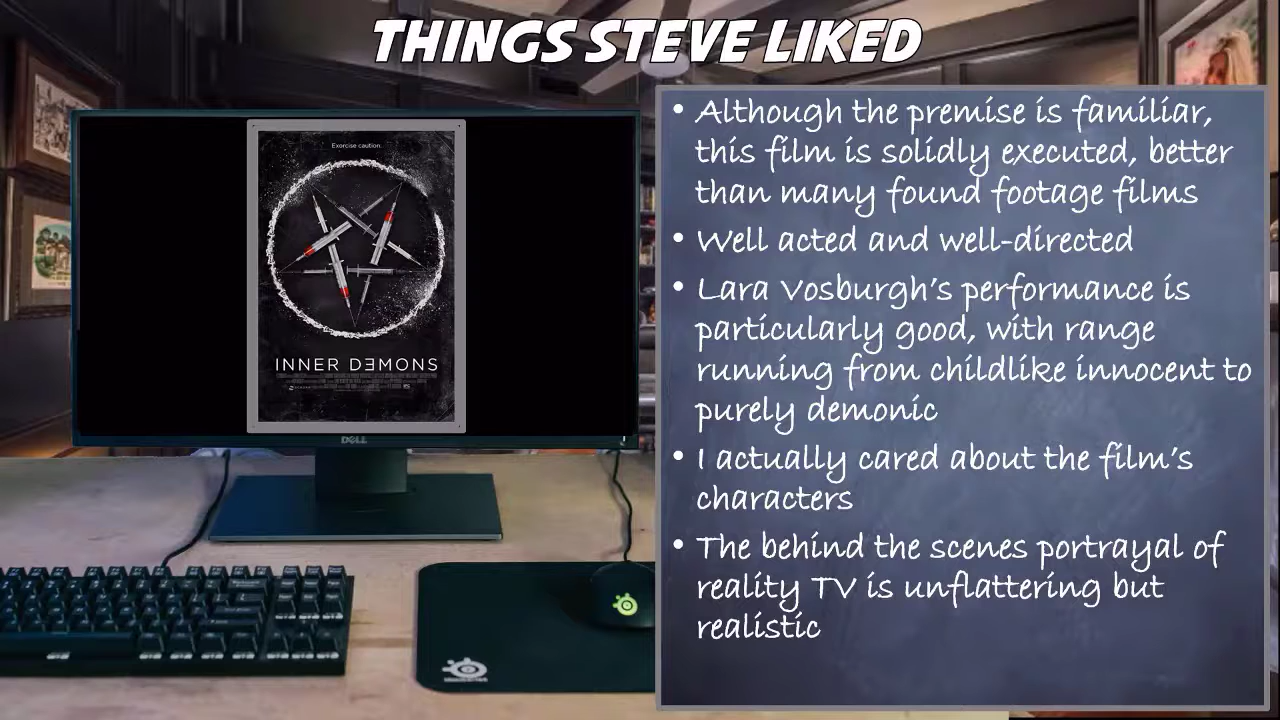 THINGS STEVE LIKED
Exorcise caution.
INNER DEMONS
DELL
• Although the premise is familiar,
this film is solidly executed, better
than many found footage films
• Well acted and well-directed
• Lara Vosburgh's performance is
particularly good, with range
running from childlike innocent to
purely demonic
• I actually cared about the film's
characters
• The behind the scenes portrayal of
reality TV is unflattering but
realistic